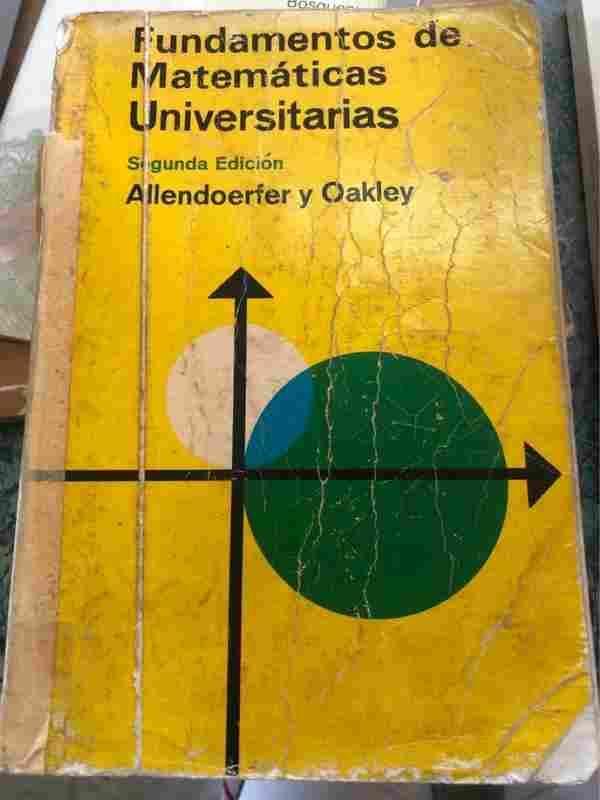 Fundamentos de
Matemáticas
Universitarias
Segunda Edición
Allendoerfer y Oakley